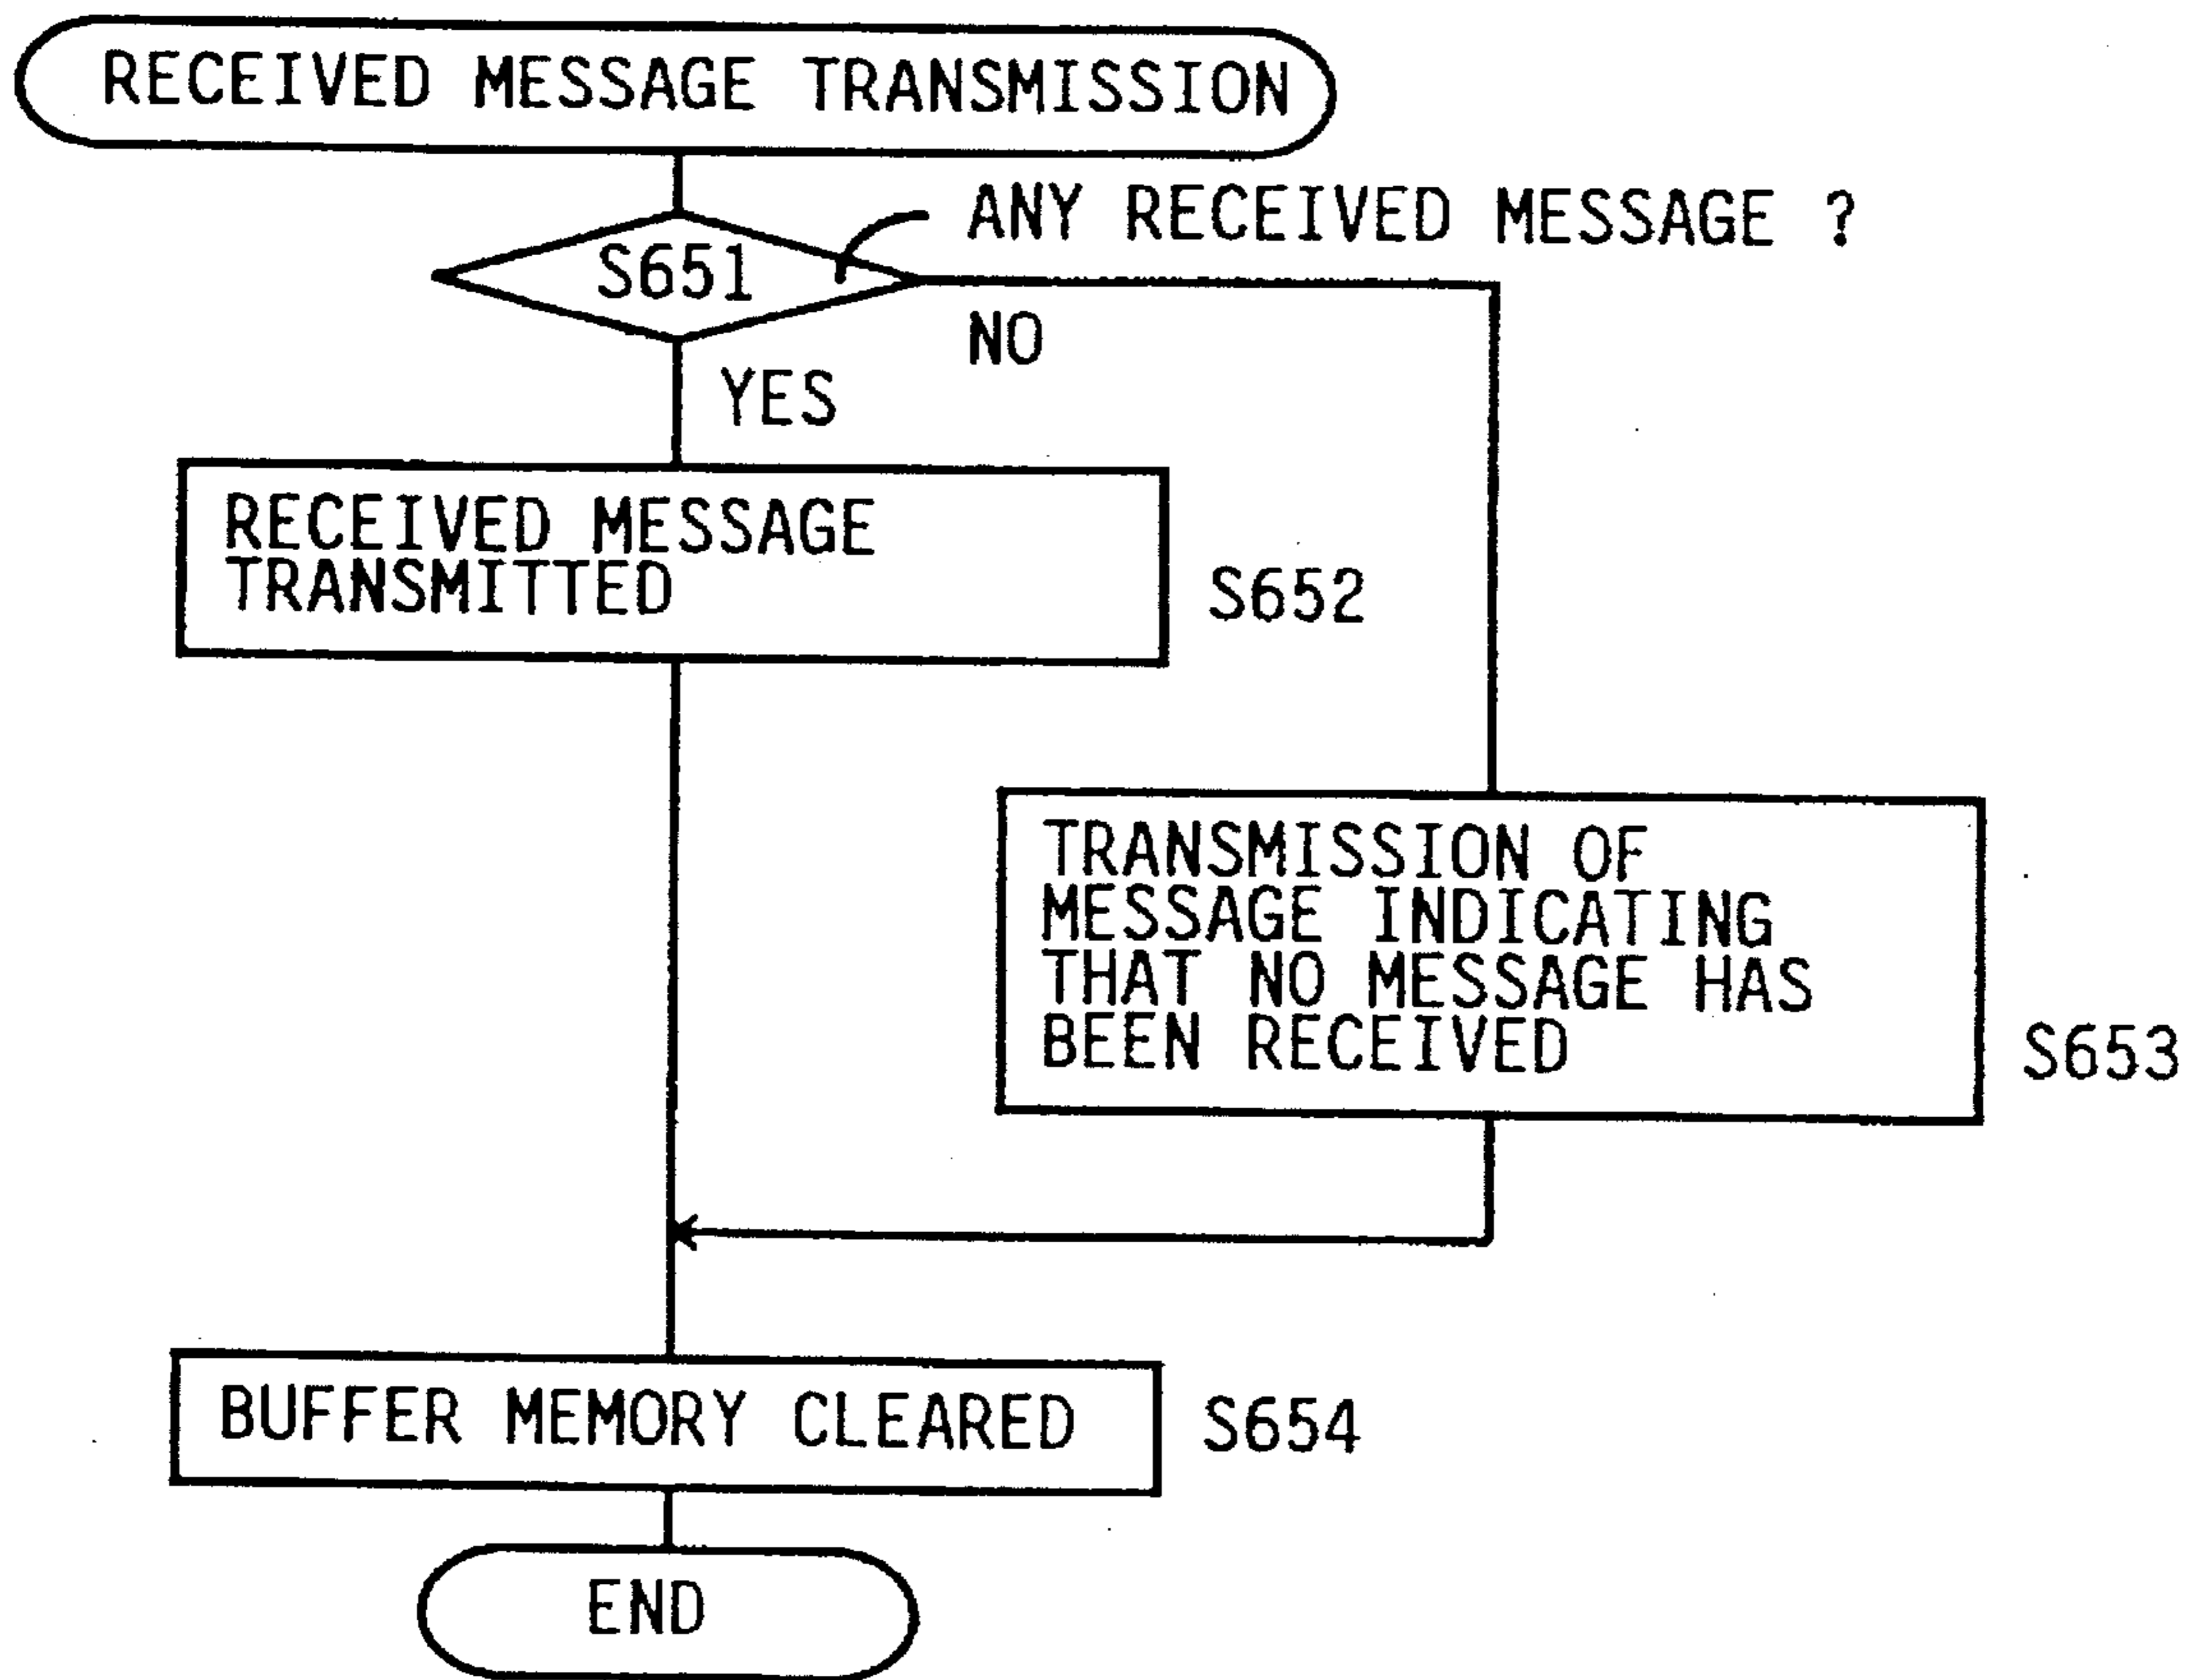 RECEIVED MESSAGE TRANSMISSION
ANY RECEIVED MESSAGE ?
S651
NO
YES
RECEIVED MESSAGE
TRANSMITTED
S652
TRANSMISSION OF
MESSAGE INDICATING
THAT NO MESSAGE HAS
BEEN RECEIVED
S653
BUFFER MEMORY CLEARED
S654
END